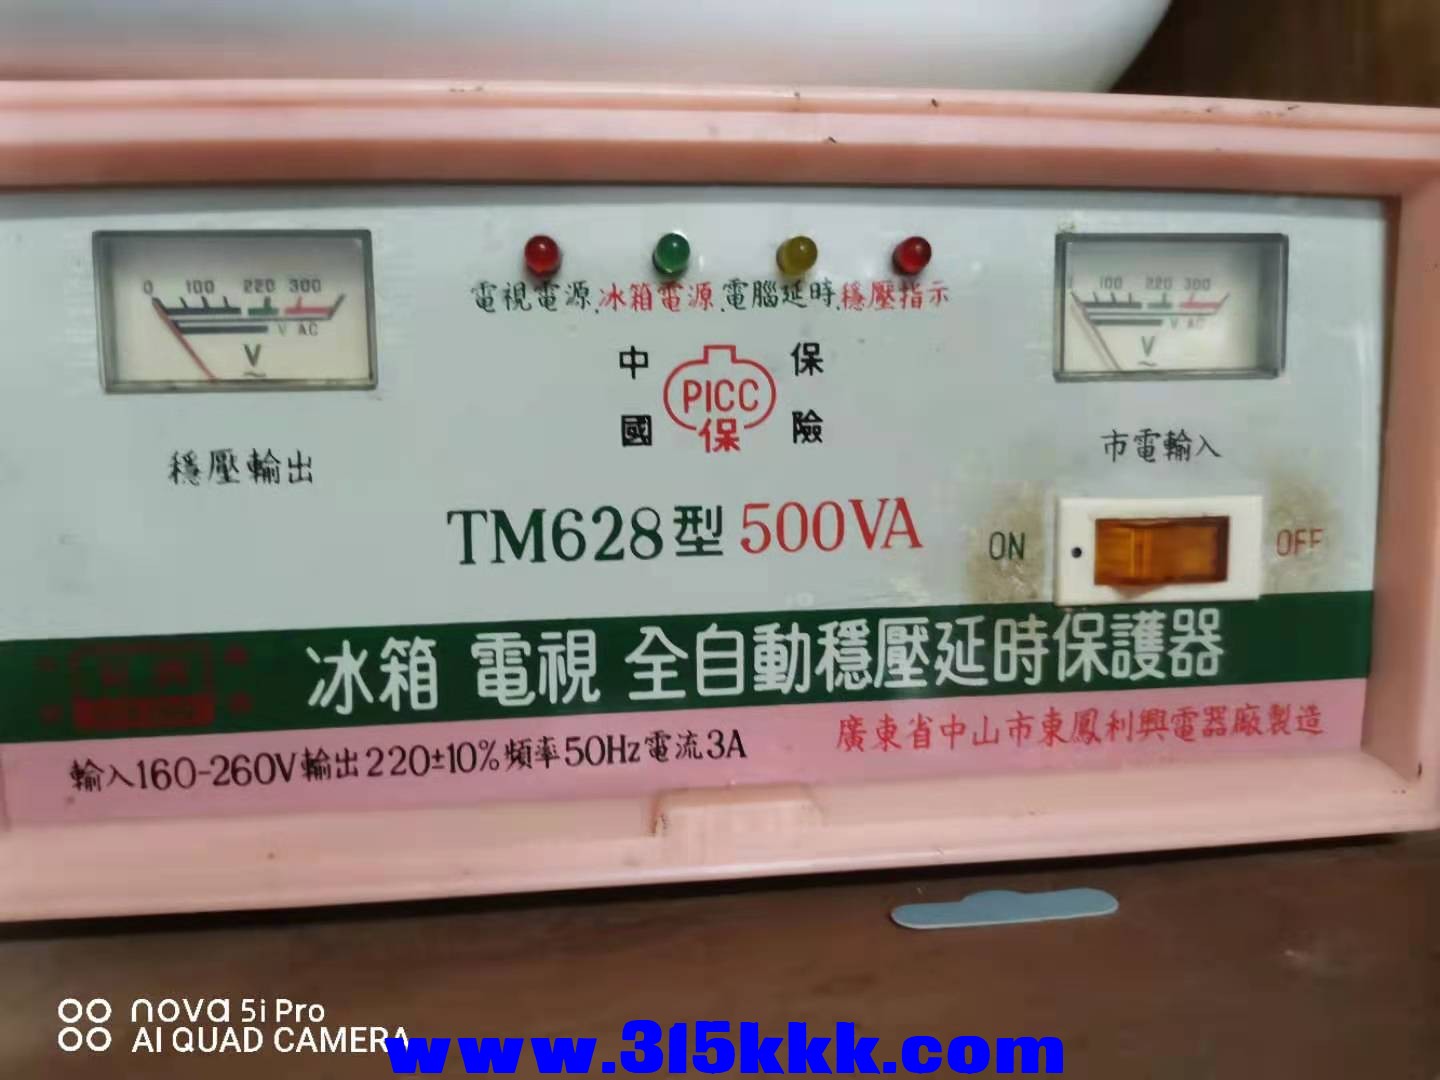 0 100 220 300
V AC
V
~
電視電源.冰箱電源.電腦延時.穩壓指示
100 220 300
V AC
V
~
中國
PICC
保
保險
穩壓輸出
市電輸入
TM628型 500VA
ON
OFF
冰箱 電視 全自動穩壓延時保護器
輸入160-260V輸出220±10%頻率50Hz電流3A
廣東省中山市東鳳利興電器廠製造
nova 5i Pro
AI QUAD CAMERA
www.315kkk.com